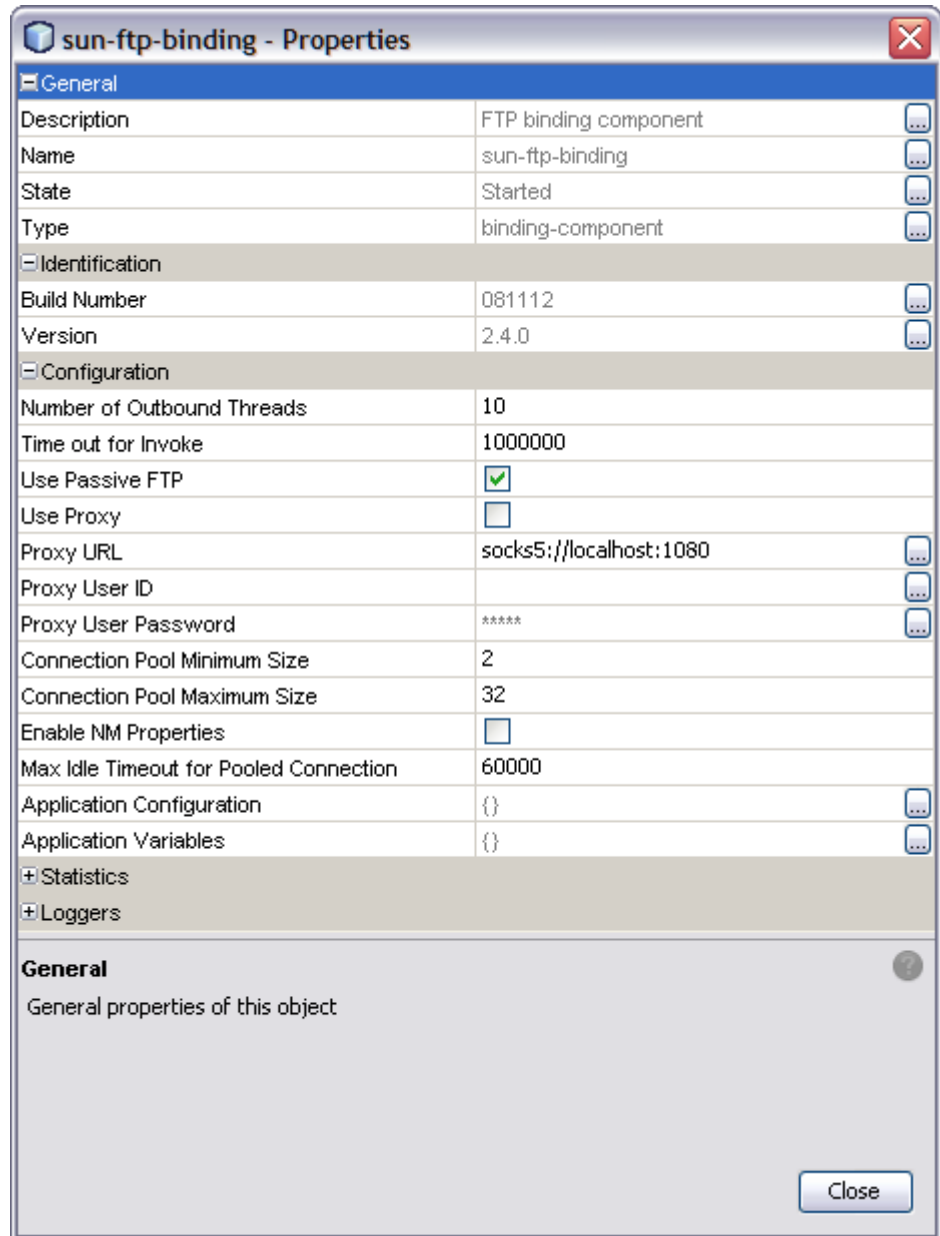 sun-ftp-binding - Properties
General
Description FTP binding component ...
Name sun-ftp-binding ...
State Started ...
Type binding-component ...
Identification
Build Number 081112 ...
Version 2.4.0 ...
Configuration
Number of Outbound Threads 10
Time out for Invoke 1000000
Use Passive FTP
Use Proxy
Proxy URL socks5://localhost:1080 ...
Proxy User ID ...
Proxy User Password ***** ...
Connection Pool Minimum Size 2
Connection Pool Maximum Size 32
Enable NM Properties
Max Idle Timeout for Pooled Connection 60000
Application Configuration {} ...
Application Variables {} ...
Statistics
Loggers
General ?
General properties of this object
Close